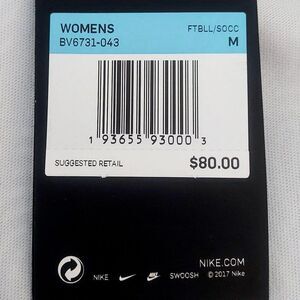 WOMENS FTBLL/SOCC
BV6731-043 M
1 93655 93000 3
SUGGESTED RETAIL $80.00
NIKE.COM
NIKE SWOOSH © 2017 Nike